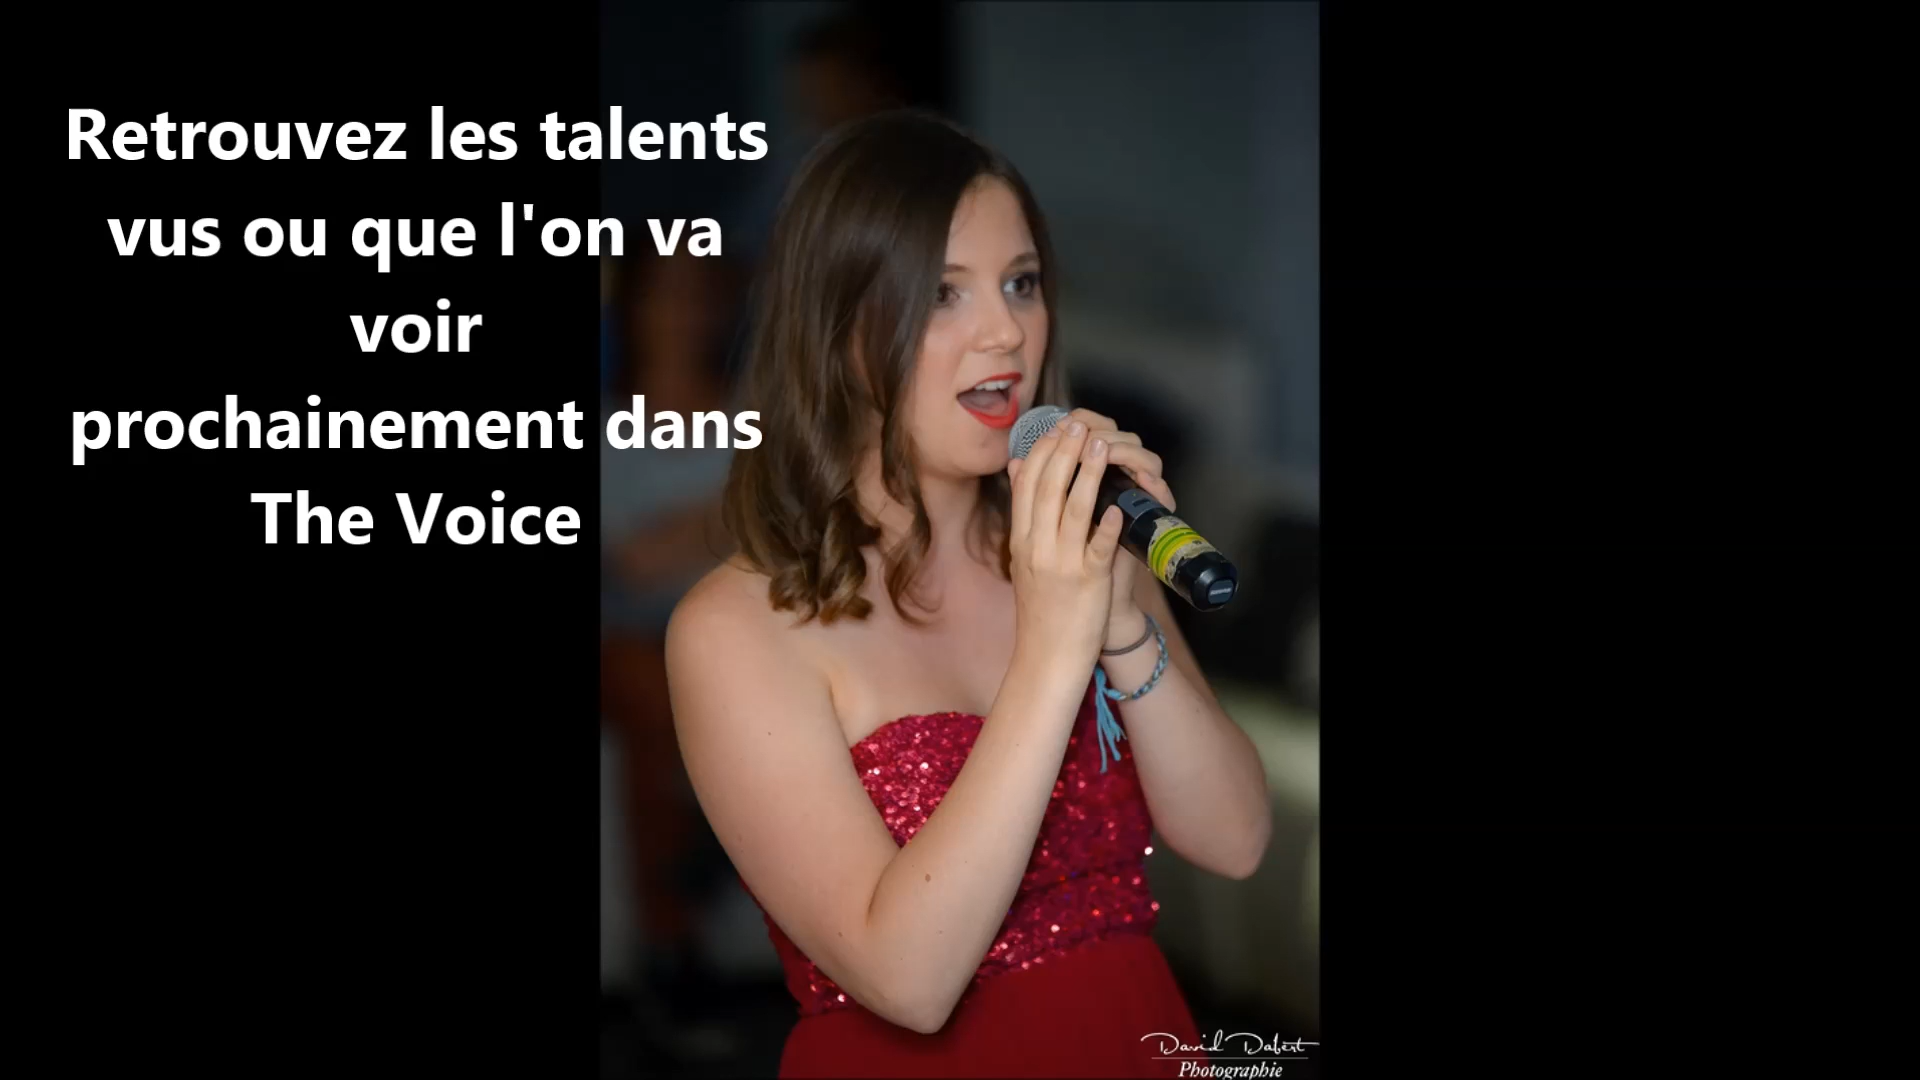 Retrouvez les talents
vus ou que l'on va
voir
prochainement dans
The Voice
David Dabert
Photographie